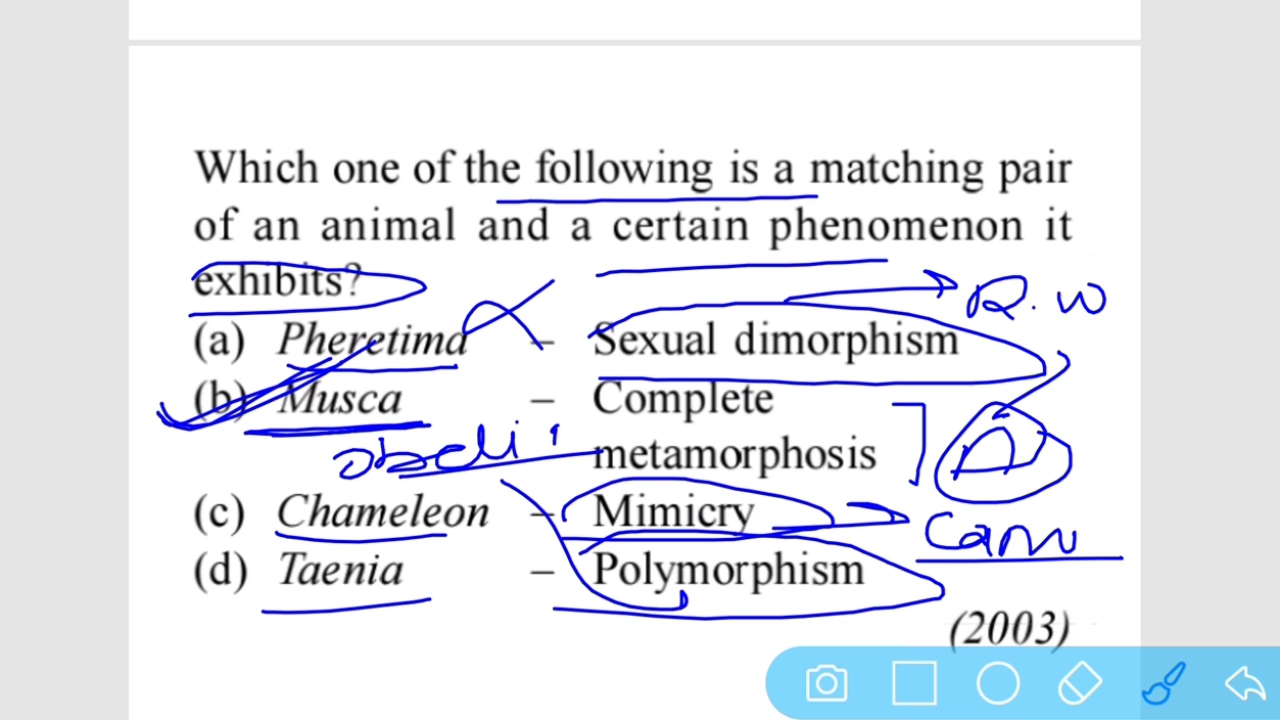 Which one of the following is a matching pair
of an animal and a certain phenomenon it
exhibits?
R.W
(a) Pheretima – Sexual dimorphism
(b) Musca – Complete
metamorphosis
(c) Chameleon – Mimicry
(d) Taenia – Polymorphism
(2003)